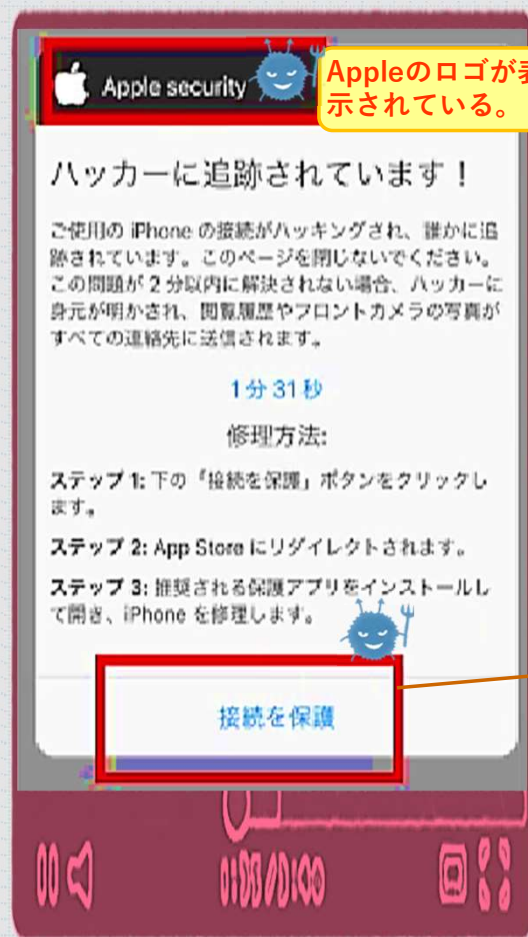 Apple security
Appleのロゴが表
示されている。
ハッカーに追跡されています！
ご使用の iPhone の接続がハッキングされ、誰かに追
跡されています。このページを閉じないでください。
この問題が 2 分以内に解決されない場合、ハッカーに
身元が明かされ、閲覧履歴やフロントカメラの写真が
すべての連絡先に送信されます。
1 分 31 秒
修理方法:
ステップ 1: 下の「接続を保護」ボタンをクリックし
ます。
ステップ 2: App Store にリダイレクトされます。
ステップ 3: 推奨される保護アプリをインストールし
て開き、iPhone を修理します。
接続を保護